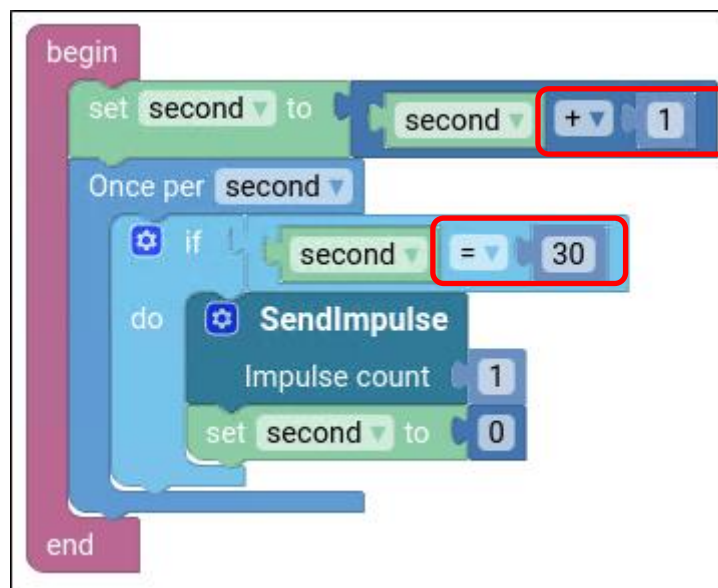 begin
set second to second + 1
Once per second
if second = 30
do SendImpulse
Impulse count 1
set second to 0
end